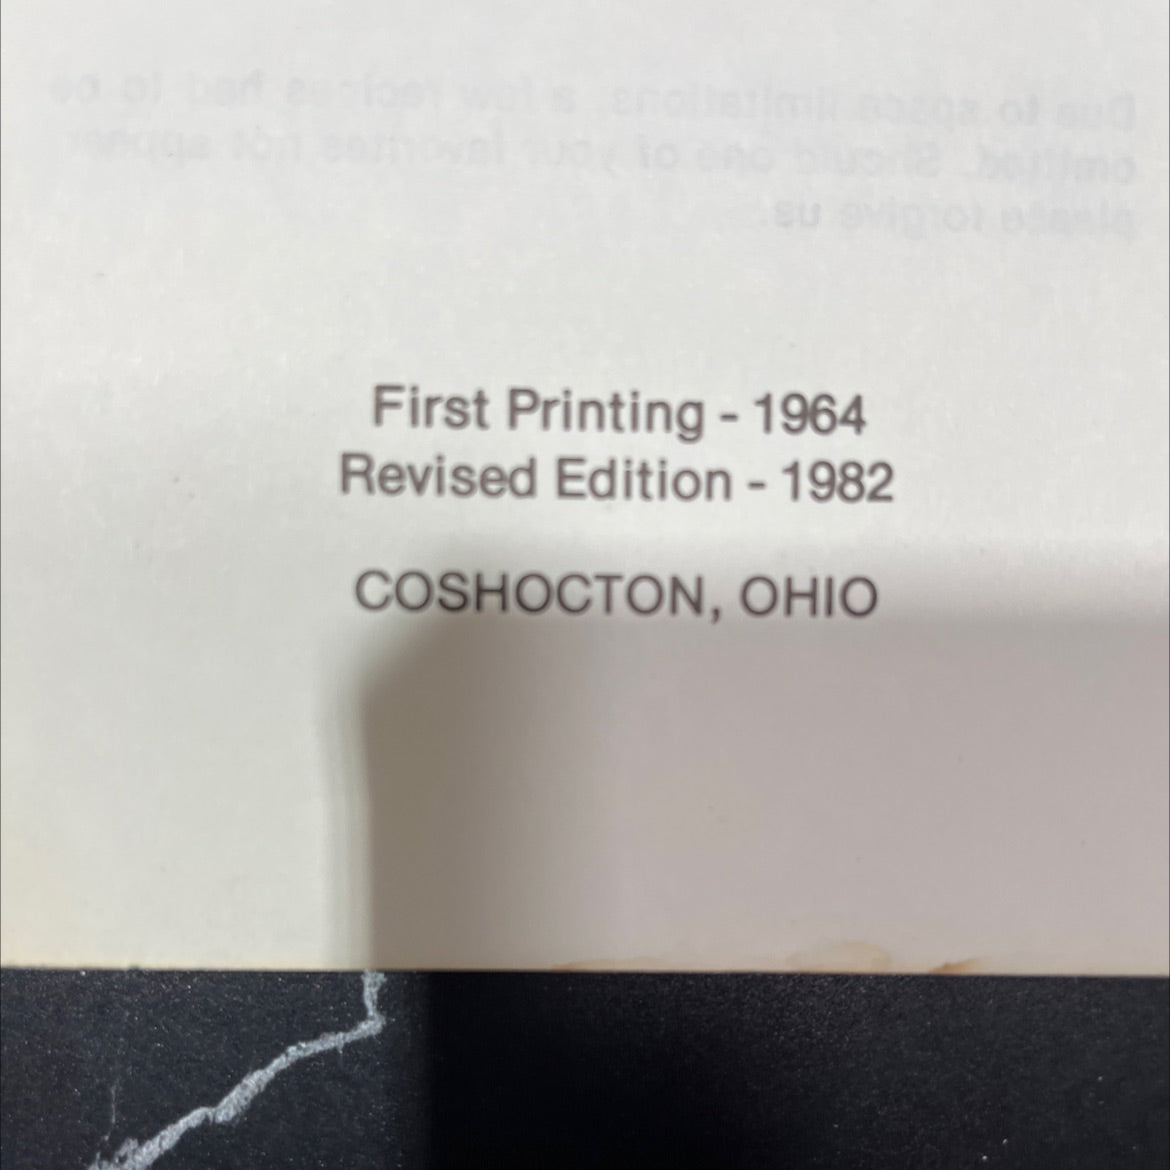 Due to space limitations, a few recipes had to be
omitted. Should one of your favorites not appear
please forgive us.
First Printing - 1964
Revised Edition - 1982
COSHOCTON, OHIO